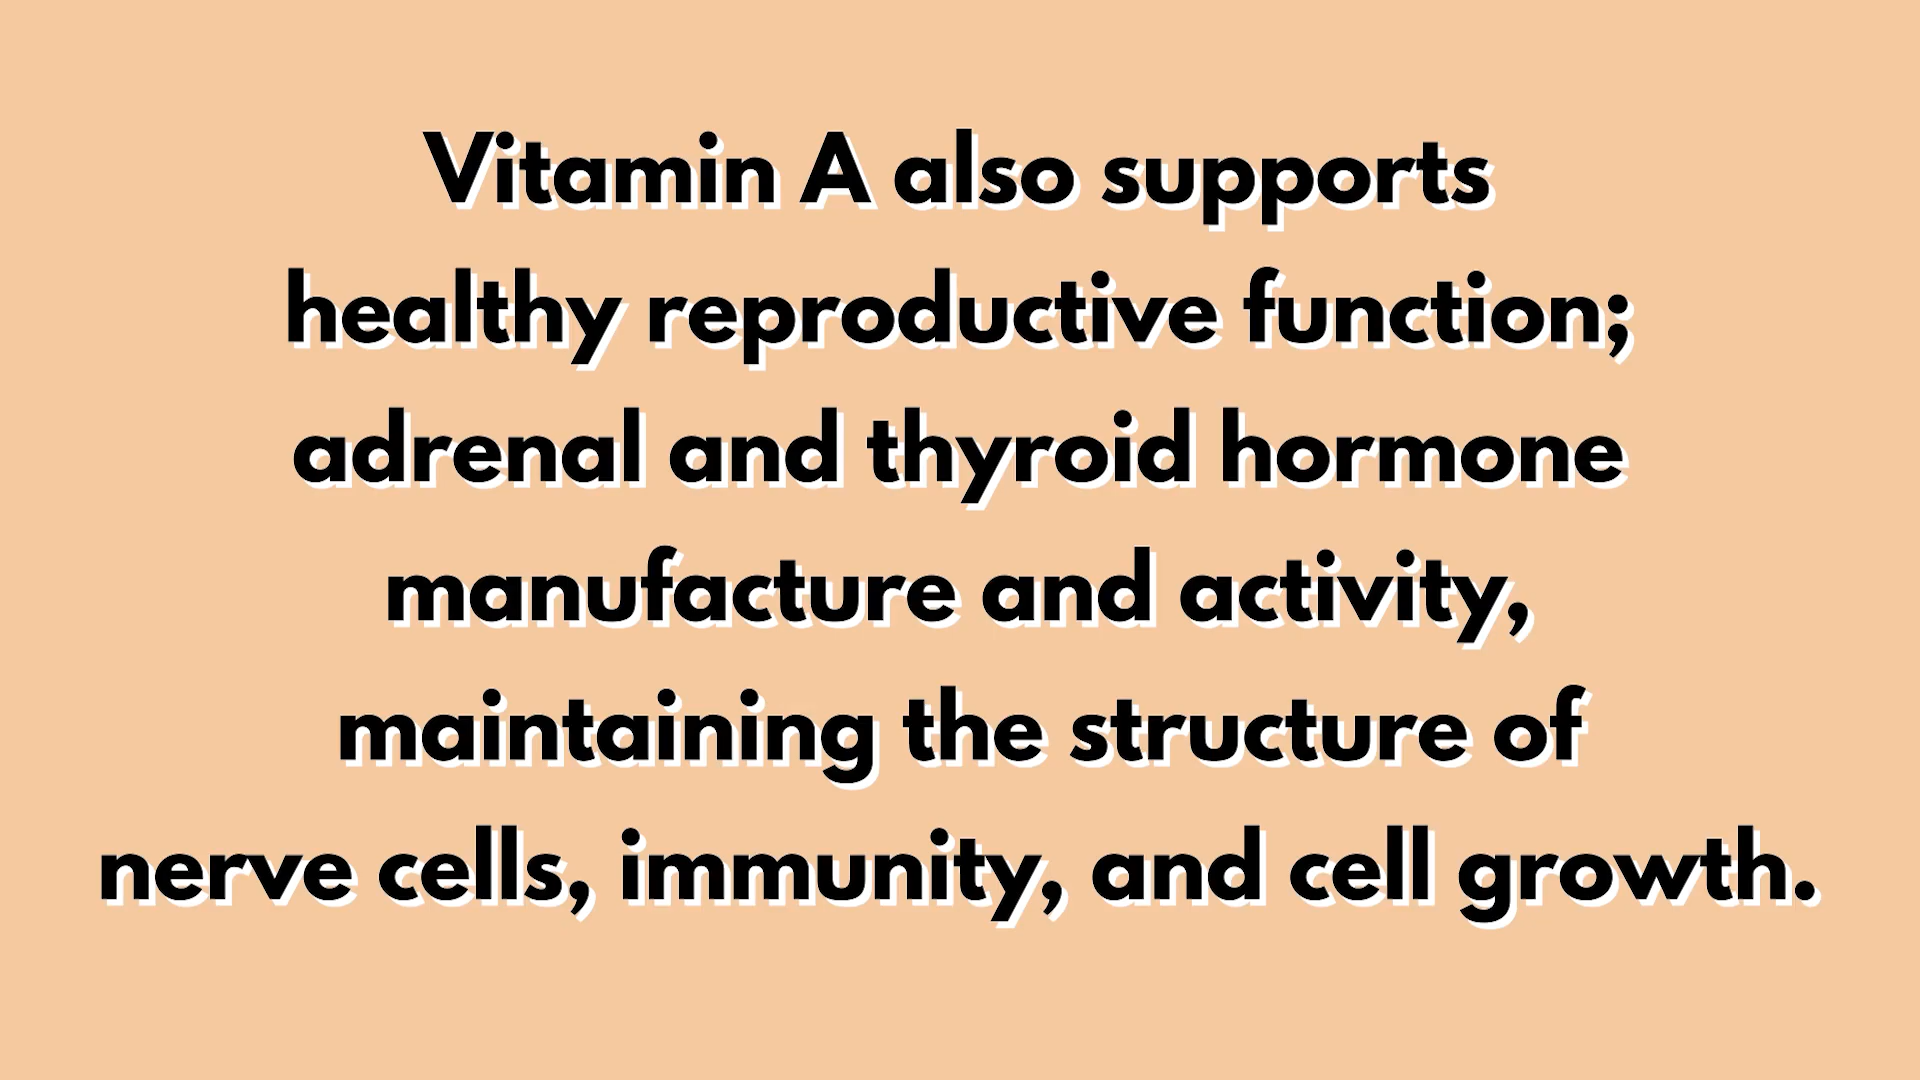 Vitamin A also supports
healthy reproductive function;
adrenal and thyroid hormone
manufacture and activity,
maintaining the structure of
nerve cells, immunity, and cell growth.